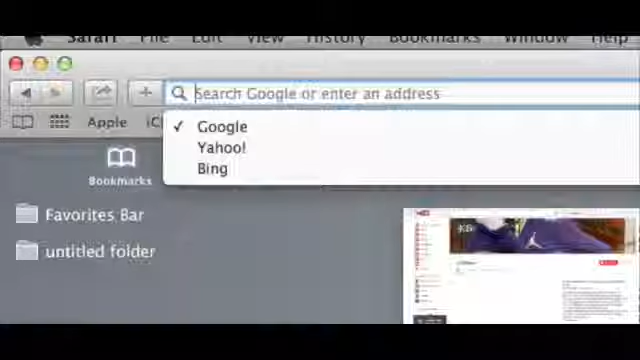 Safari File Edit View History Bookmarks Window Help
Search Google or enter an address
Apple
✓ Google
Yahoo!
Bing
Bookmarks
Favorites Bar
untitled folder